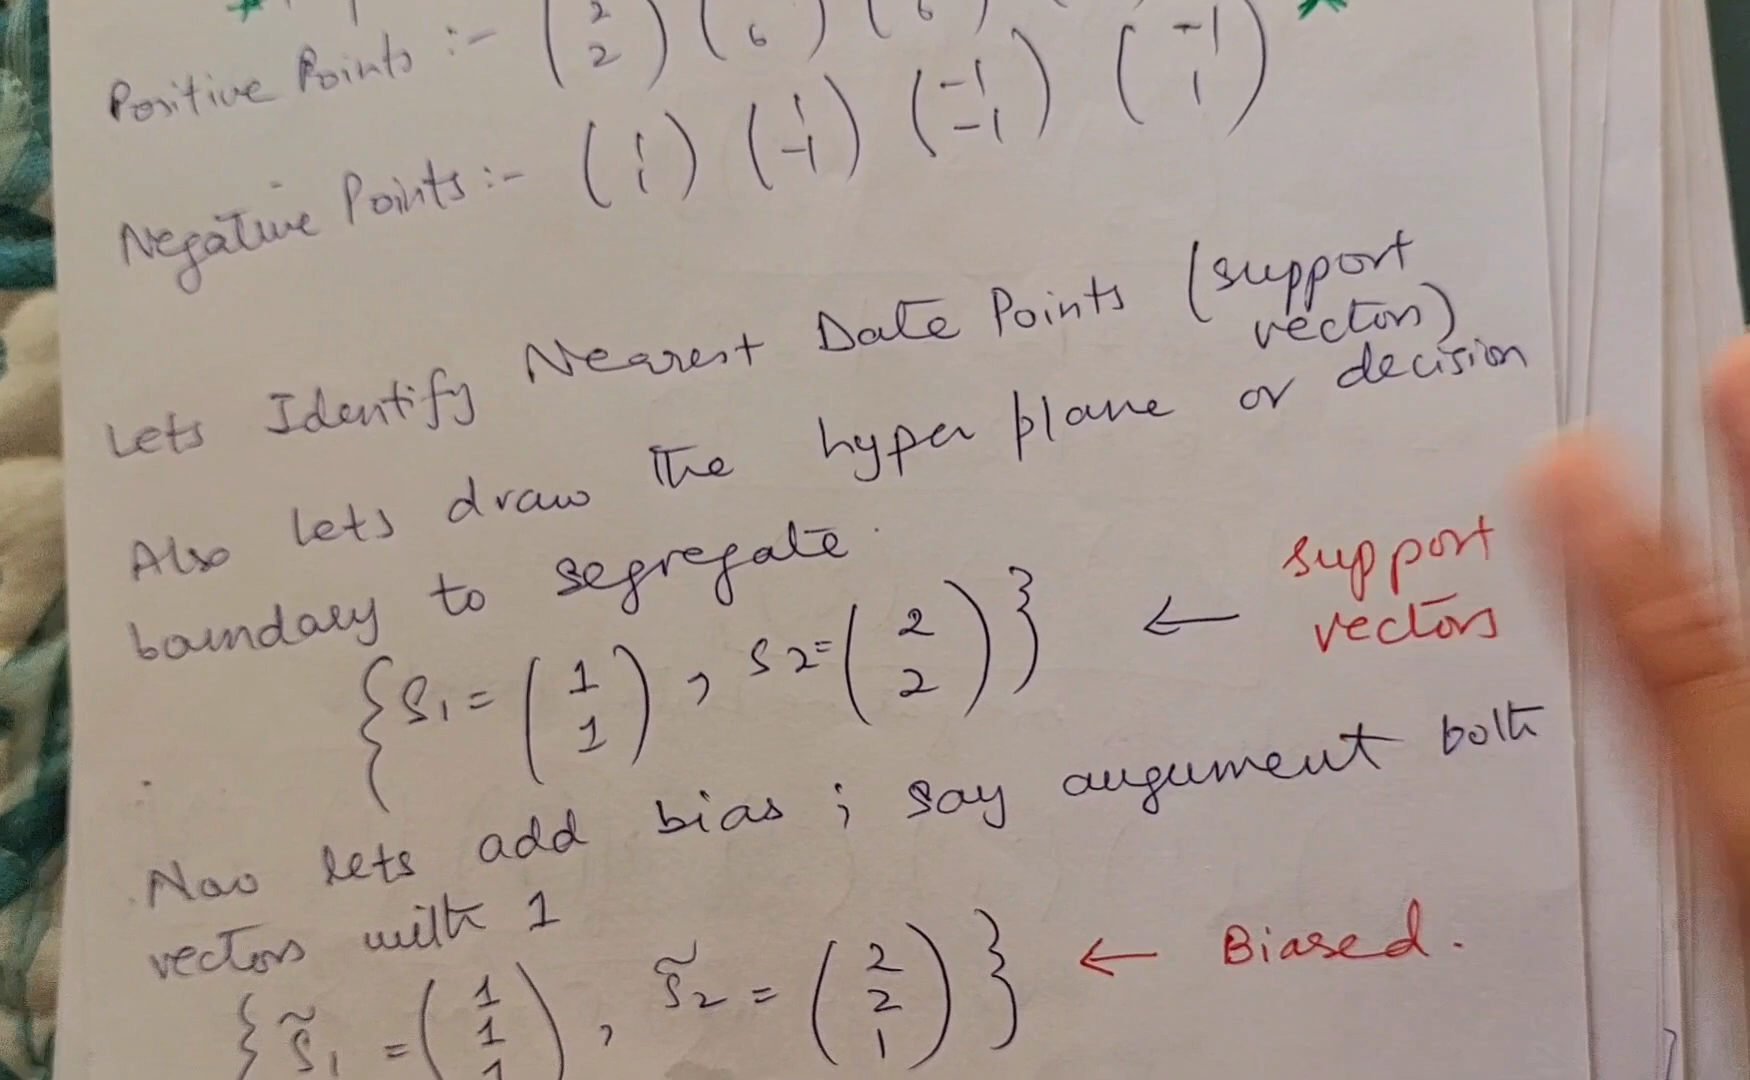 Positive Points :- (2 2) ( 6) ( 6)
Negative Points :- (1 1) (1 -1) (-1 -1) (-1 1)
Lets Identify Nearest Date Points (support vectors)
Also lets draw the hyper plane or decision
boundary to segregate.
{S1 = (1 1), S2 = (2 2)} ← support vectors
Now lets add bias ; say augument both
vectors with 1
{S̃1 = (1 1 1), S̃2 = (2 2 1)} ← Biased.